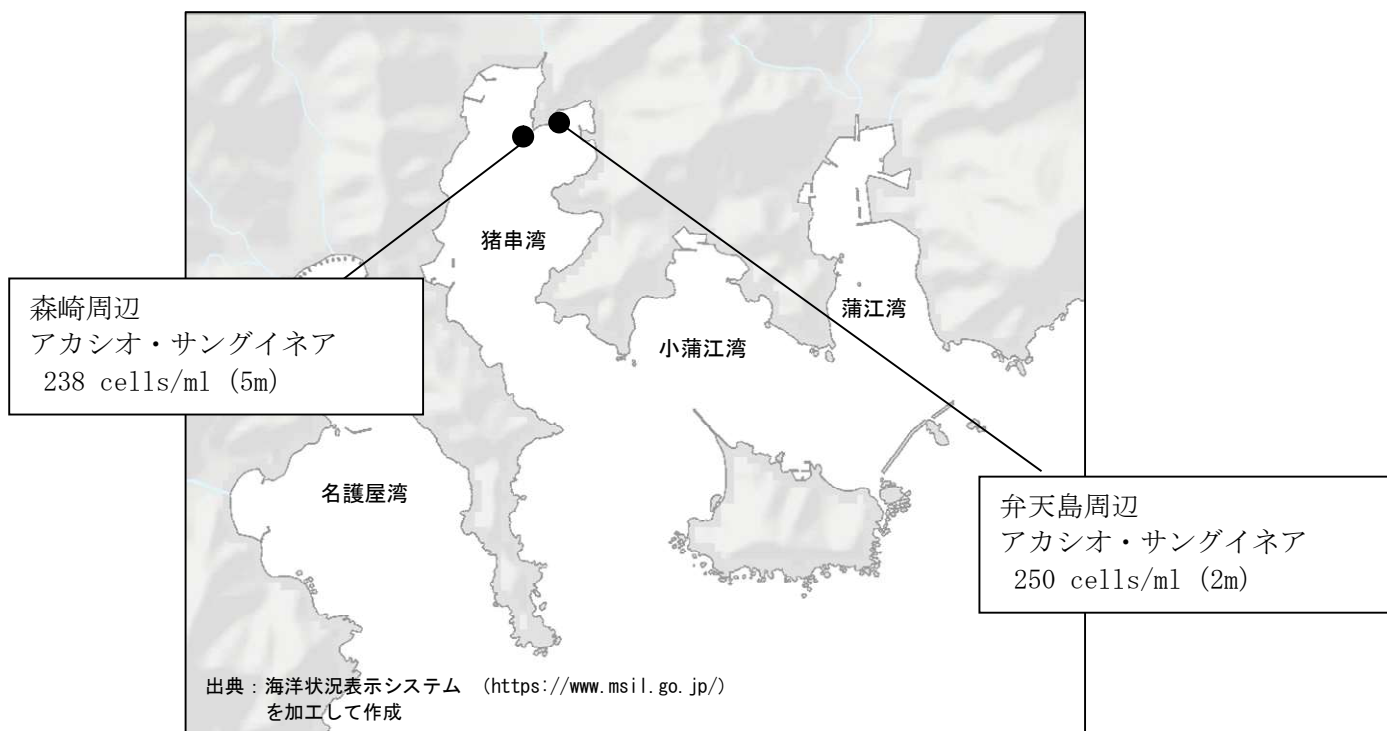 猪串湾
蒲江湾
小蒲江湾
名護屋湾
森崎周辺
アカシオ・サングイネア
238 cells/ml (5m)
弁天島周辺
アカシオ・サングイネア
250 cells/ml (2m)
出典：海洋状況表示システム (https://www.msil.go.jp/)
を加工して作成